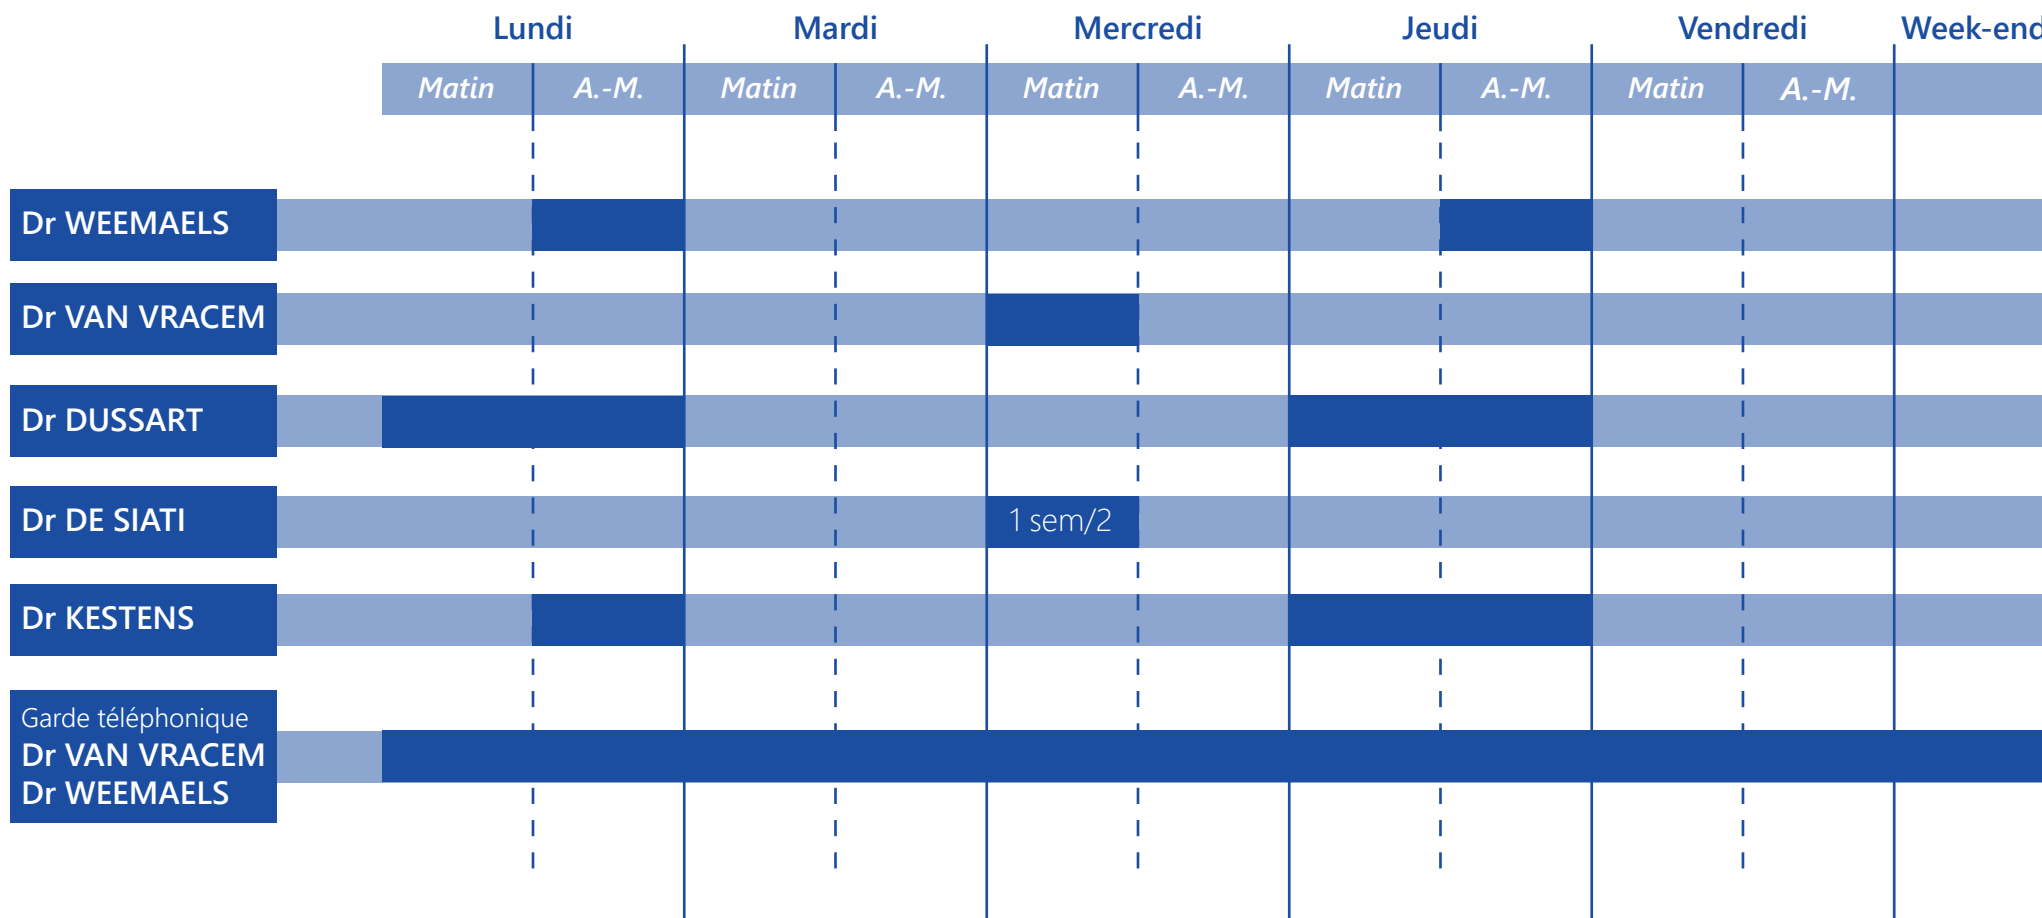 Lundi Mardi Mercredi Jeudi Vendredi Week-end
Matin A.-M. Matin A.-M. Matin A.-M. Matin A.-M. Matin A.-M.
Dr WEEMAELS
Dr VAN VRACEM
Dr DUSSART
Dr DE SIATI 1 sem/2
Dr KESTENS
Garde téléphonique
Dr VAN VRACEM
Dr WEEMAELS